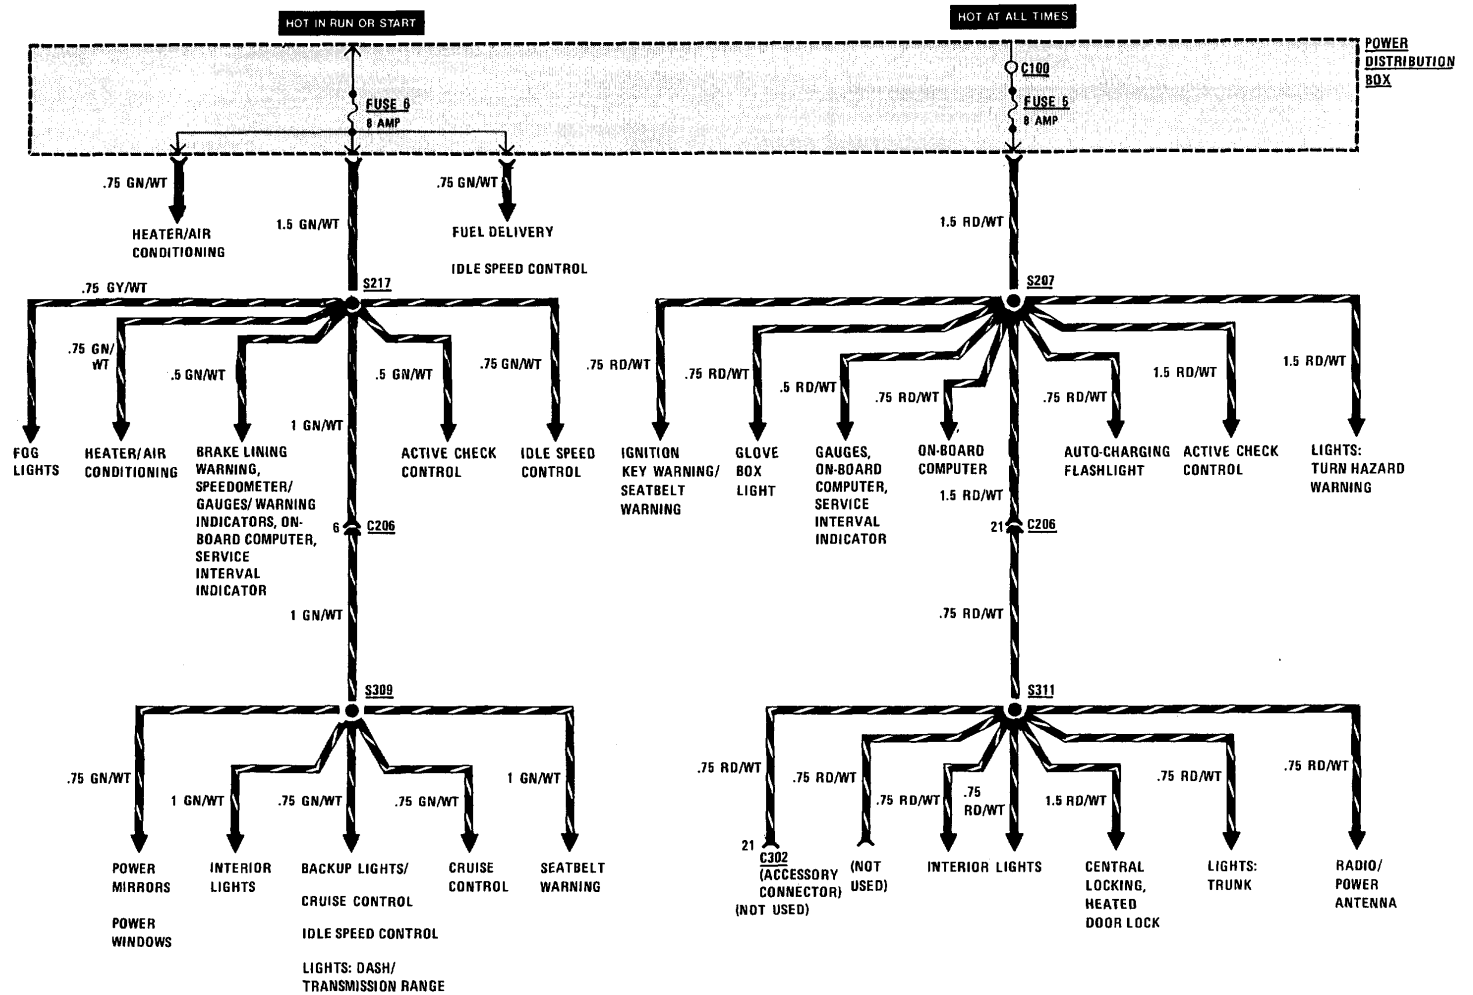 HOT IN RUN OR START
HOT AT ALL TIMES
POWER
DISTRIBUTION
BOX
C100
FUSE 6
8 AMP
FUSE 5
8 AMP
.75 GN/WT
.75 GN/WT
1.5 GN/WT
1.5 RD/WT
HEATER/AIR
CONDITIONING
FUEL DELIVERY
IDLE SPEED CONTROL
S217
S207
.75 GY/WT
.75 GN/
WT
.5 GN/WT
.5 GN/WT
.75 GN/WT
.75 RD/WT
.75 RD/WT
.5 RD/WT
.75 RD/WT
.75 RD/WT
1.5 RD/WT
1.5 RD/WT
1 GN/WT
FOG
LIGHTS
HEATER/AIR
CONDITIONING
BRAKE LINING
WARNING,
SPEEDOMETER/
GAUGES/ WARNING
INDICATORS, ON-
BOARD COMPUTER,
SERVICE
INTERVAL
INDICATOR
ACTIVE CHECK
CONTROL
IDLE SPEED
CONTROL
IGNITION
KEY WARNING/
SEATBELT
WARNING
GLOVE
BOX
LIGHT
GAUGES,
ON-BOARD
COMPUTER,
SERVICE
INTERVAL
INDICATOR
ON-BOARD
COMPUTER
AUTO-CHARGING
FLASHLIGHT
ACTIVE CHECK
CONTROL
LIGHTS:
TURN HAZARD
WARNING
1.5 RD/WT
6
C206
21
C206
1 GN/WT
.75 RD/WT
S309
S311
.75 GN/WT
1 GN/WT
.75 GN/WT
.75 GN/WT
1 GN/WT
.75 RD/WT
.75 RD/WT
.75 RD/WT
.75
RD/WT
1.5 RD/WT
.75 RD/WT
.75 RD/WT
POWER
MIRRORS
POWER
WINDOWS
INTERIOR
LIGHTS
BACKUP LIGHTS/
CRUISE CONTROL
IDLE SPEED CONTROL
LIGHTS: DASH/
TRANSMISSION RANGE
CRUISE
CONTROL
SEATBELT
WARNING
21
C302
(ACCESSORY
CONNECTOR)
(NOT USED)
(NOT
USED)
INTERIOR LIGHTS
CENTRAL
LOCKING,
HEATED
DOOR LOCK
LIGHTS:
TRUNK
RADIO/
POWER
ANTENNA